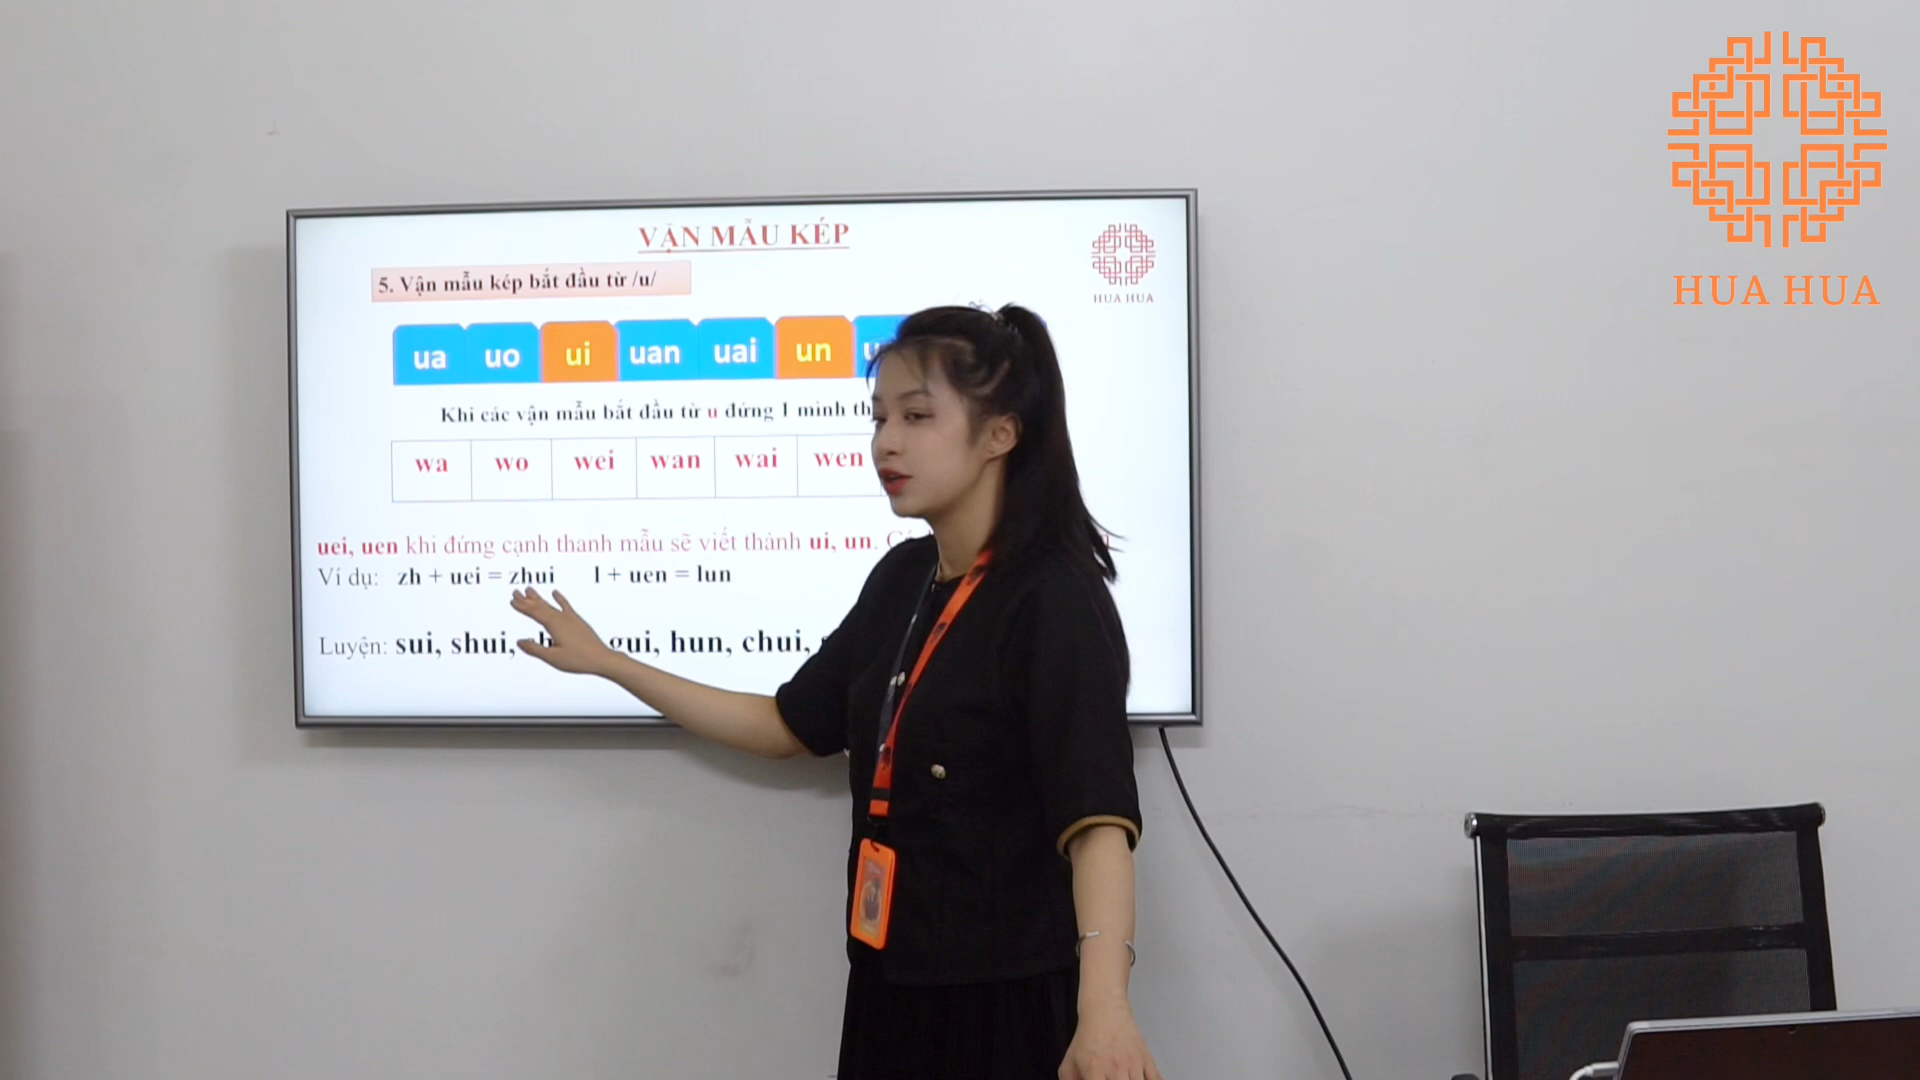 HUA HUA
VẬN MẪU KÉP
HUA HUA
5. Vận mẫu kép bắt đầu từ /u/
ua uo ui uan uai un
Khi các vận mẫu bắt đầu từ u đứng 1 mình
wa wo wei wan wai wen
uei, uen khi đứng cạnh thanh mẫu sẽ viết thành ui, un.
Ví dụ: zh + uei = zhui l + uen = lun
Luyện: sui, shui, gui, hun, chui,